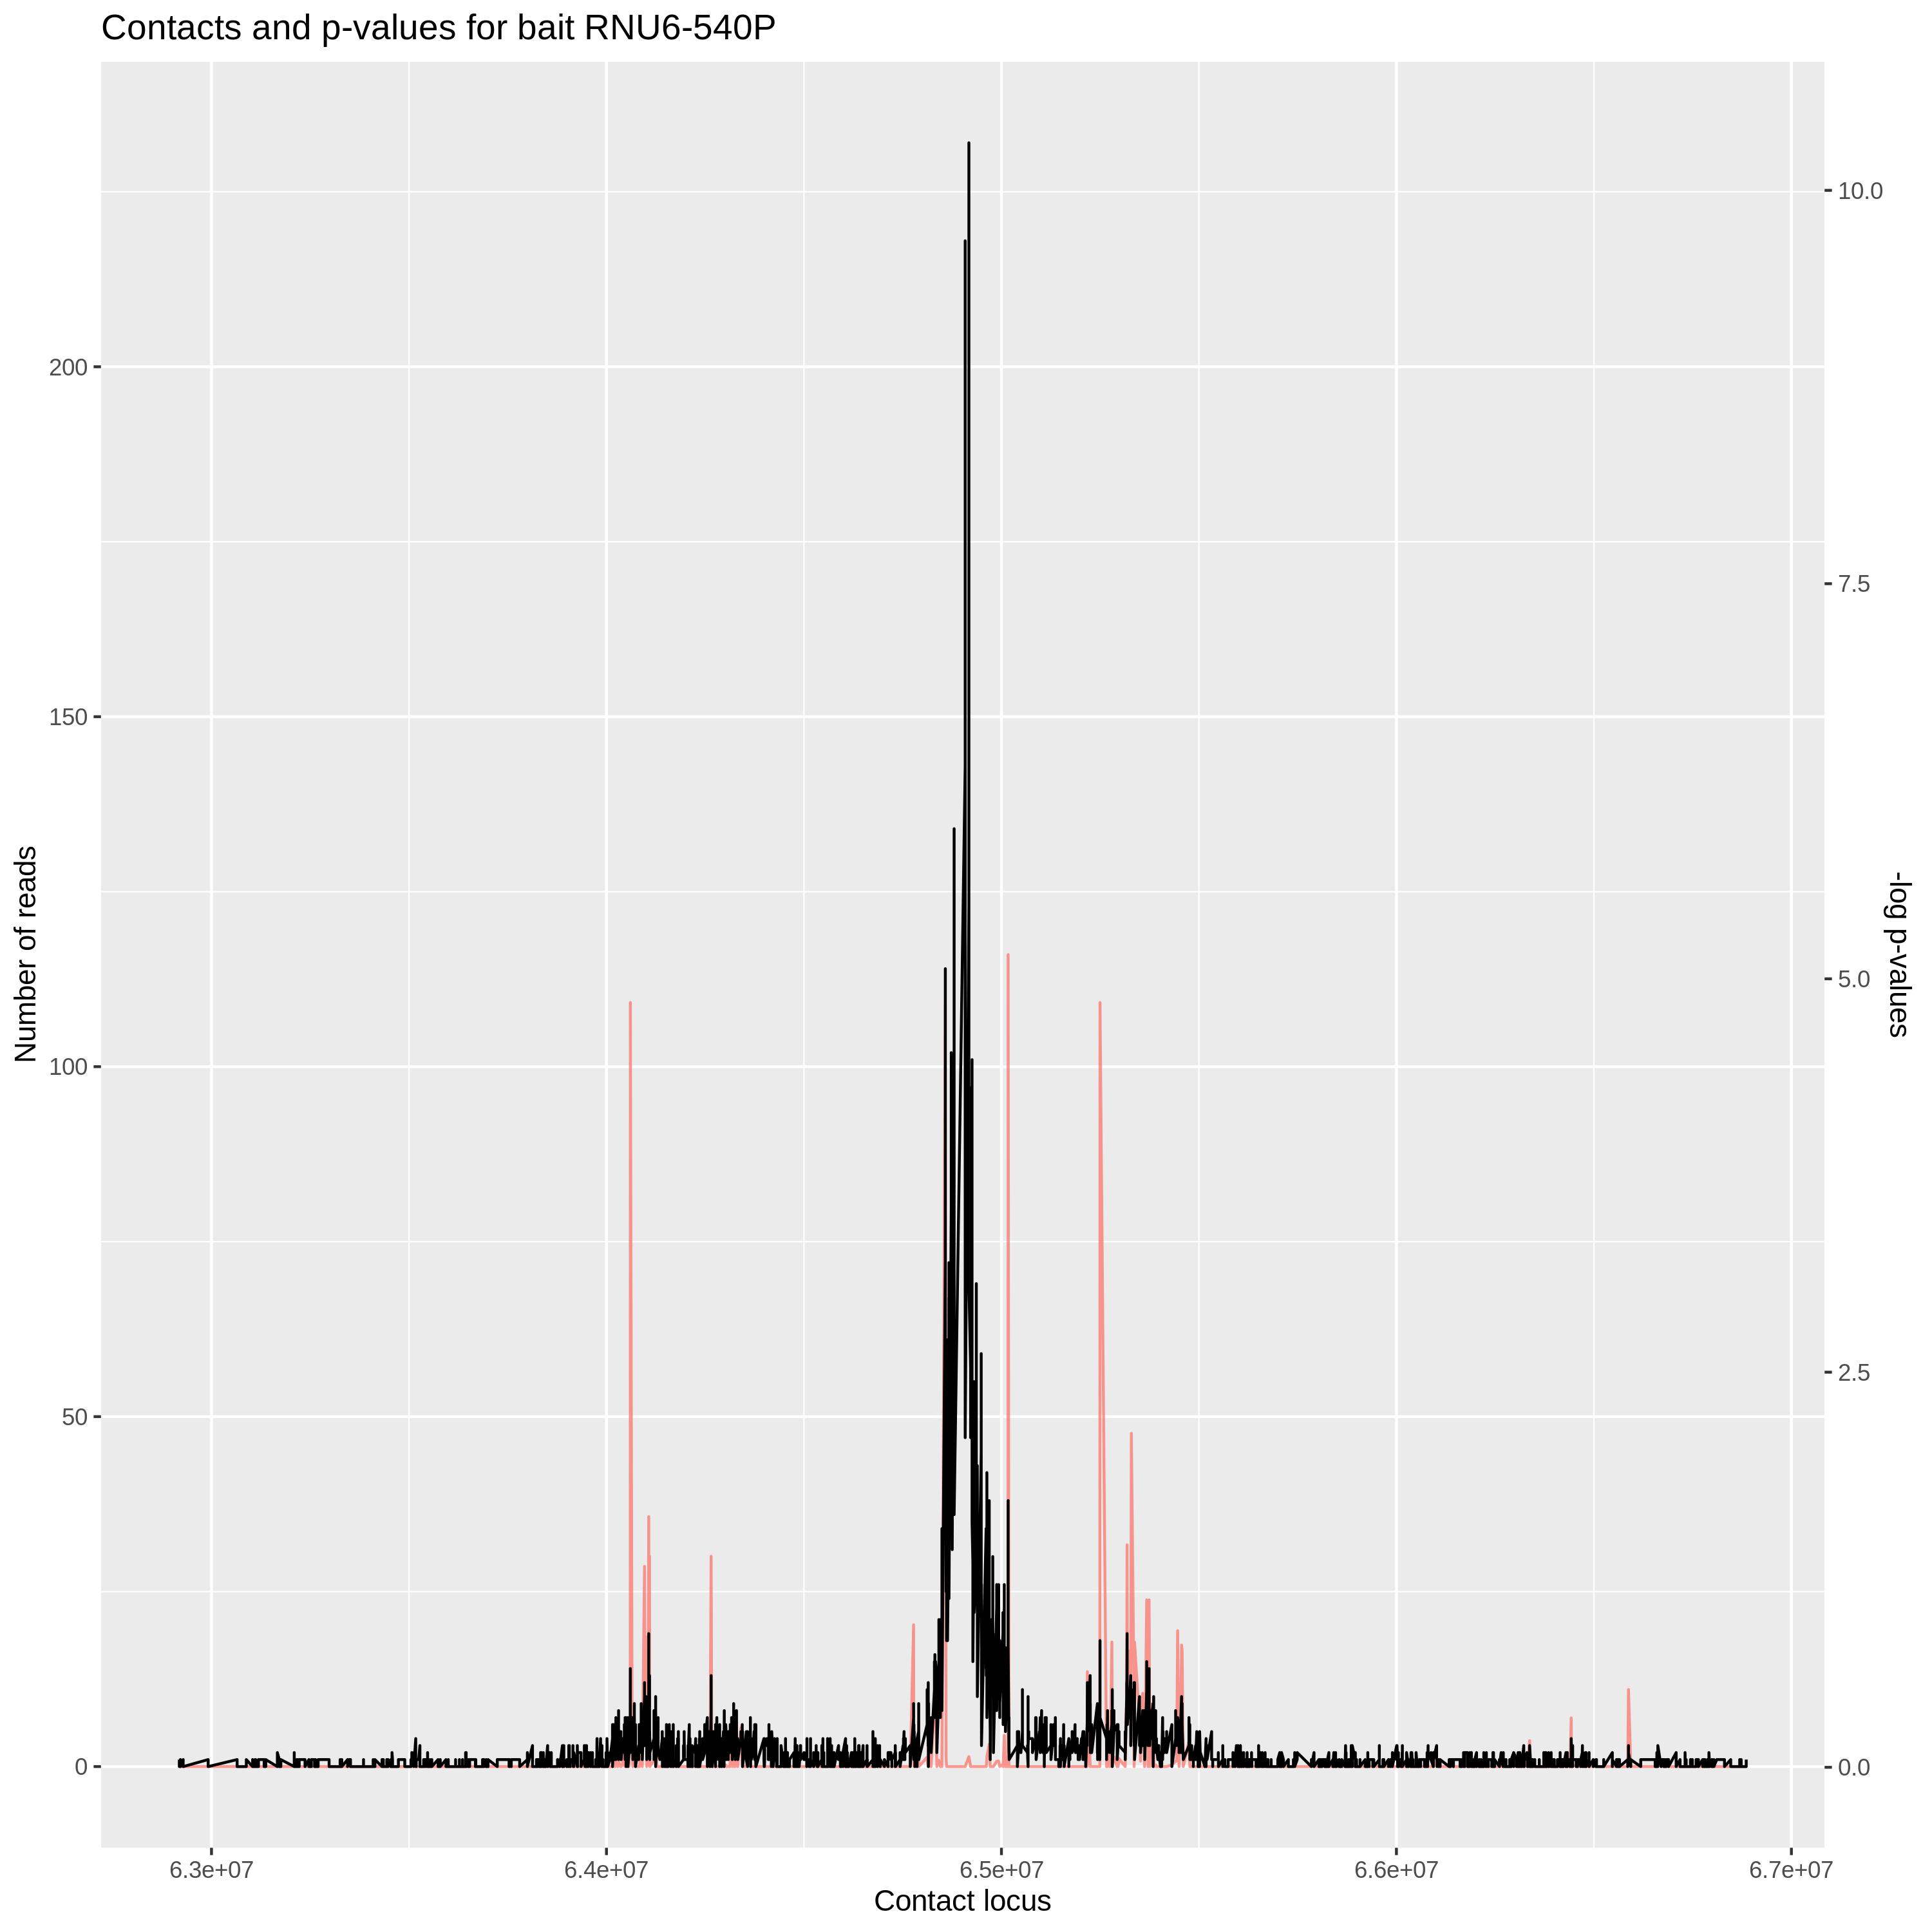 Contacts and p-values for bait RNU6-540P
Number of reads
200
150
100
50
0
10.0
7.5
5.0
2.5
0.0
-log p-values
6.3e+07 6.4e+07 6.5e+07 6.6e+07 6.7e+07
Contact locus